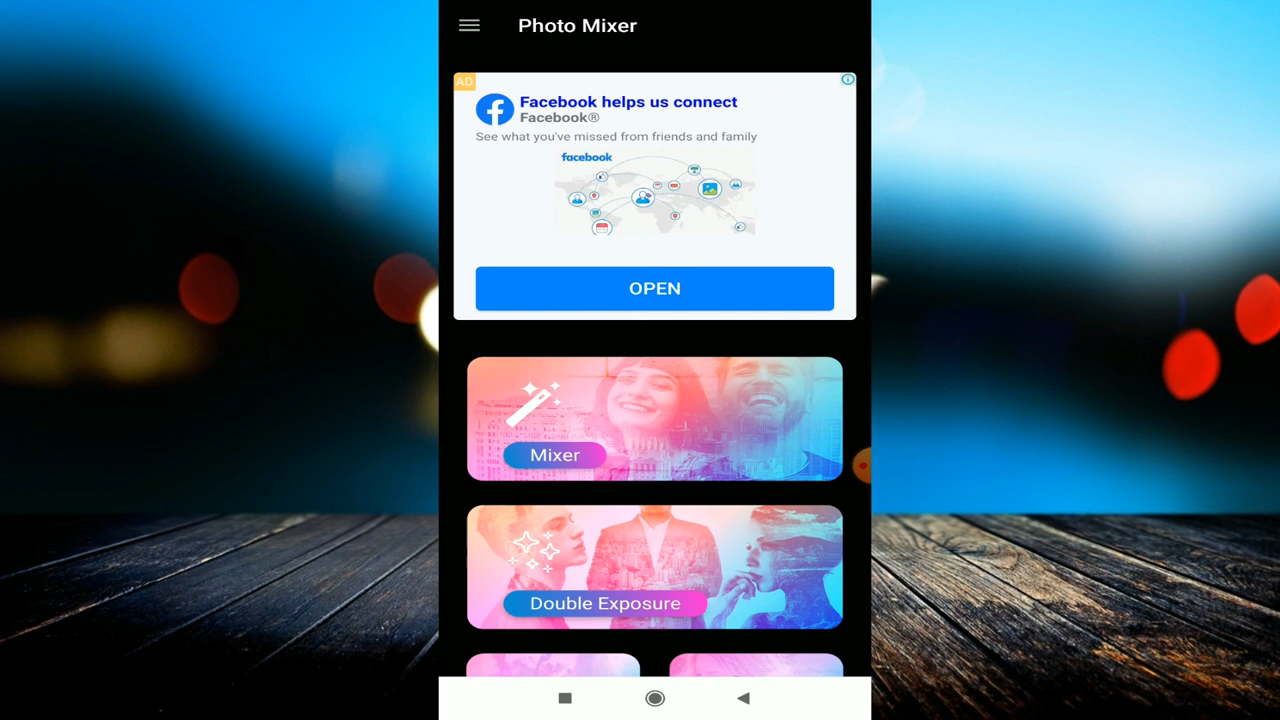 Photo Mixer
AD
Facebook helps us connect
Facebook®
See what you've missed from friends and family
facebook
OPEN
Mixer
Double Exposure